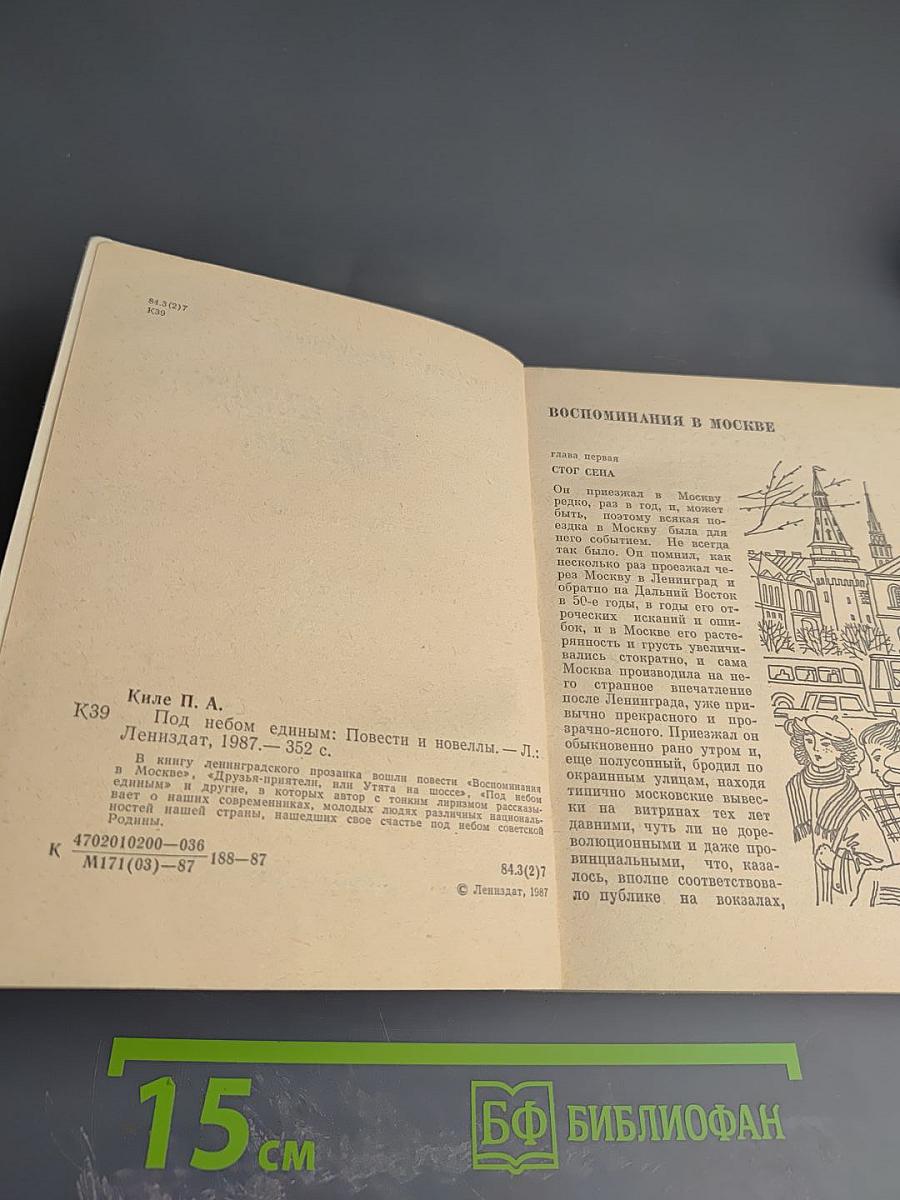 84.3(2)7
К39
Киле П. А.
К39 Под небом единым: Повести и новеллы. — Л.:
Лениздат, 1987.— 352 с.
В книгу ленинградского прозаика вошли повести «Воспоминания
в Москве», «Друзья-приятели, или Утята на шоссе», «Под небом
единым» и другие, в которых автор с тонким лиризмом рассказы-
вает о наших современниках, молодых людях различных националь-
ностей нашей страны, нашедших свое счастье под небом советской
Родины.
К 4702010200—036
М171(03)—87 188—87
84.3(2)7
© Лениздат, 1987
ВОСПОМИНАНИЯ В МОСКВЕ
глава первая
СТОГ СЕНА
Он приезжал в Москву
редко, раз в год, и, может
быть, поэтому всякая по-
ездка в Москву была для
него событием. Не всегда
так было. Он помнил, как
несколько раз проезжал че-
рез Москву в Ленинград и
обратно на Дальний Восток
в 50-е годы, в годы его от-
роческих исканий и оши-
бок, и в Москве его расте-
рянность и грусть увеличи-
вались стократно, и сама
Москва производила на не-
го странное впечатление
после Ленинграда, уже при-
вычно прекрасного и про-
зрачно-ясного. Приезжал он
обыкновенно рано утром и,
еще полусонный, бродил по
окраинным улицам, находя
типично московские вывес-
ки на витринах тех лет
давними, чуть ли не доре-
волюционными и даже про-
винциальными, что, каза-
лось, вполне соответствова-
ло публике на вокзалах,
15 см
БФ БИБЛИОФАН